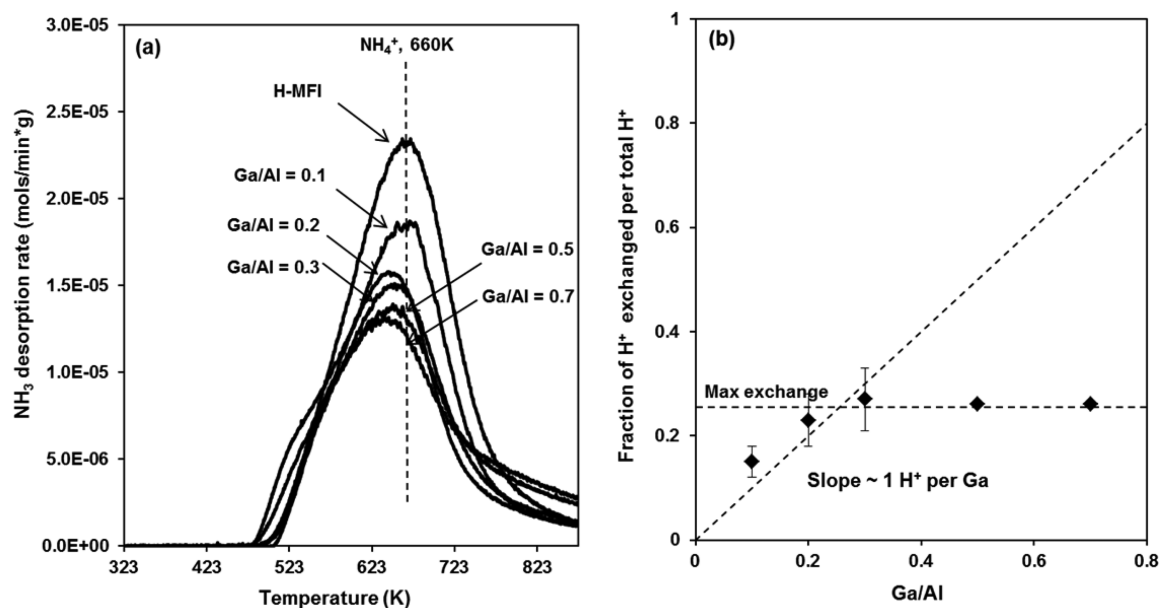 (a)
NH₄⁺, 660K
H-MFI
Ga/Al = 0.1
Ga/Al = 0.2
Ga/Al = 0.3
Ga/Al = 0.5
Ga/Al = 0.7
3.0E-05
2.5E-05
2.0E-05
1.5E-05
1.0E-05
5.0E-06
0.0E+00
NH₃ desorption rate (mols/min*g)
323 423 523 623 723 823
Temperature (K)
(b)
1
0.8
0.6
0.4
0.2
0
Fraction of H⁺ exchanged per total H⁺
Max exchange
Slope ~ 1 H⁺ per Ga
0 0.2 0.4 0.6 0.8
Ga/Al